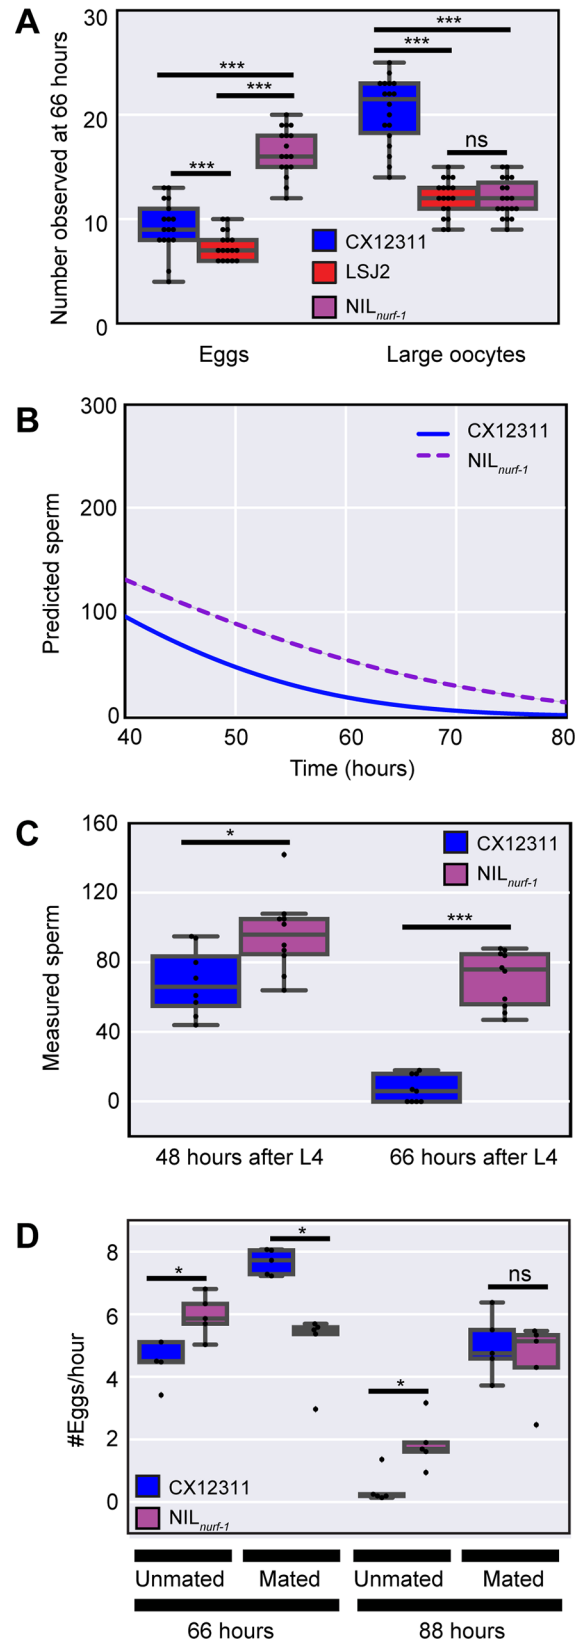 A
Number observed at 66 hours
30
20
10
0
***
***
***
***
***
ns
CX12311
LSJ2
NILnurf-1
Eggs
Large oocytes
B
Predicted sperm
300
200
100
0
CX12311
NILnurf-1
40
50
60
70
80
Time (hours)
C
Measured sperm
160
120
80
40
0
*
***
CX12311
NILnurf-1
48 hours after L4
66 hours after L4
D
#Eggs/hour
8
6
4
2
0
*
*
*
ns
CX12311
NILnurf-1
Unmated
Mated
Unmated
Mated
66 hours
88 hours